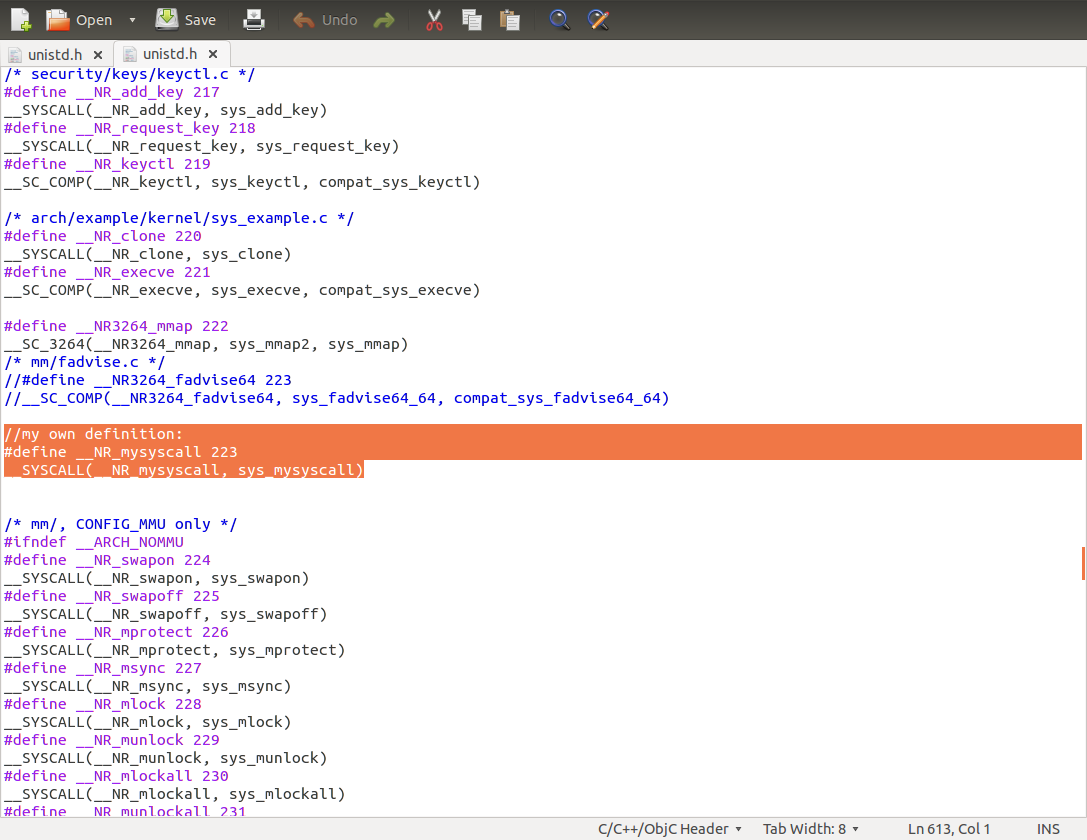 Open Save Undo
unistd.h × unistd.h ×
/* security/keys/keyctl.c */
#define __NR_add_key 217
__SYSCALL(__NR_add_key, sys_add_key)
#define __NR_request_key 218
__SYSCALL(__NR_request_key, sys_request_key)
#define __NR_keyctl 219
__SC_COMP(__NR_keyctl, sys_keyctl, compat_sys_keyctl)
/* arch/example/kernel/sys_example.c */
#define __NR_clone 220
__SYSCALL(__NR_clone, sys_clone)
#define __NR_execve 221
__SC_COMP(__NR_execve, sys_execve, compat_sys_execve)
#define __NR3264_mmap 222
__SC_3264(__NR3264_mmap, sys_mmap2, sys_mmap)
/* mm/fadvise.c */
//#define __NR3264_fadvise64 223
//__SC_COMP(__NR3264_fadvise64, sys_fadvise64_64, compat_sys_fadvise64_64)
//my own definition:
#define __NR_mysyscall 223
__SYSCALL(__NR_mysyscall, sys_mysyscall)
/* mm/, CONFIG_MMU only */
#ifndef __ARCH_NOMMU
#define __NR_swapon 224
__SYSCALL(__NR_swapon, sys_swapon)
#define __NR_swapoff 225
__SYSCALL(__NR_swapoff, sys_swapoff)
#define __NR_mprotect 226
__SYSCALL(__NR_mprotect, sys_mprotect)
#define __NR_msync 227
__SYSCALL(__NR_msync, sys_msync)
#define __NR_mlock 228
__SYSCALL(__NR_mlock, sys_mlock)
#define __NR_munlock 229
__SYSCALL(__NR_munlock, sys_munlock)
#define __NR_mlockall 230
__SYSCALL(__NR_mlockall, sys_mlockall)
#define __NR_munlockall 231
C/C++/ObjC Header Tab Width: 8 Ln 613, Col 1 INS